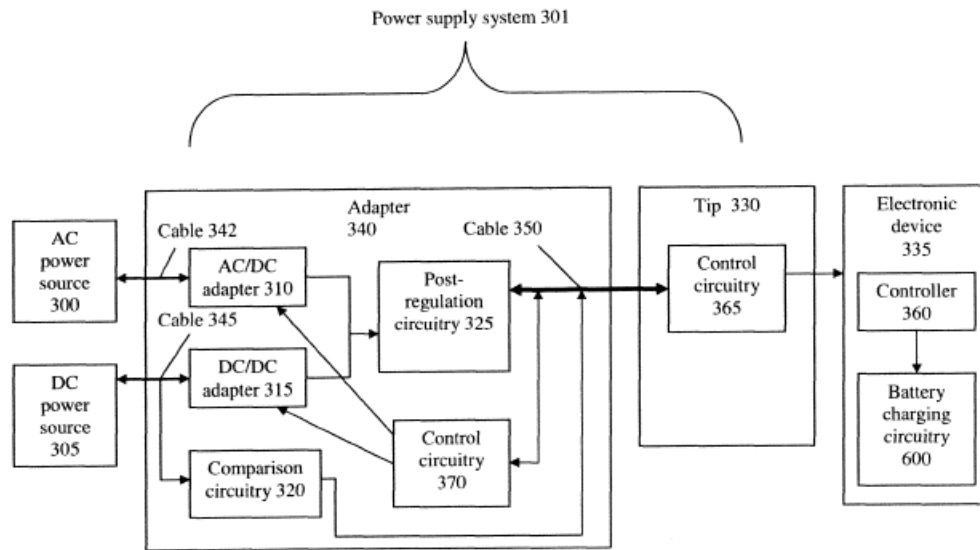 Power supply system 301
Adapter
340
Cable 342
Cable 350
Tip 330
Electronic
device
335
AC
power
source
300
AC/DC
adapter 310
Post-
regulation
circuitry 325
Control
circuitry
365
Controller
360
Cable 345
DC
power
source
305
DC/DC
adapter 315
Control
circuitry
370
Comparison
circuitry 320
Battery
charging
circuitry
600